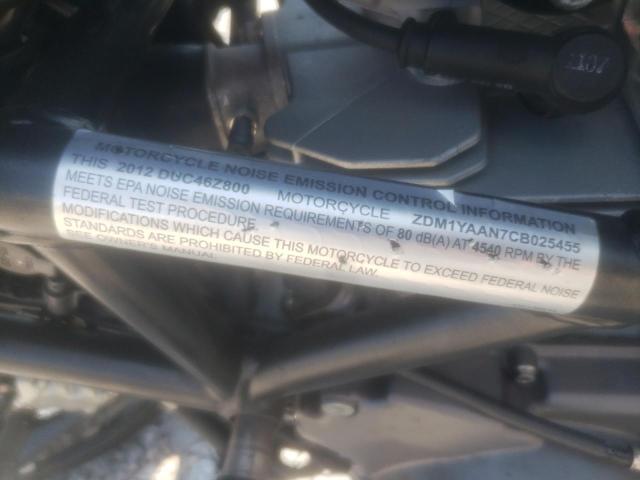 MOTORCYCLE NOISE EMISSION CONTROL INFORMATION
THIS 2012 DUC46Z800 MOTORCYCLE ZDM1YAAN7CB025455
MEETS EPA NOISE EMISSION REQUIREMENTS OF 80 dB(A) AT 4540 RPM BY THE
FEDERAL TEST PROCEDURE.
MODIFICATIONS WHICH CAUSE THIS MOTORCYCLE TO EXCEED FEDERAL NOISE
STANDARDS ARE PROHIBITED BY FEDERAL LAW.
SEE OWNER'S MANUAL